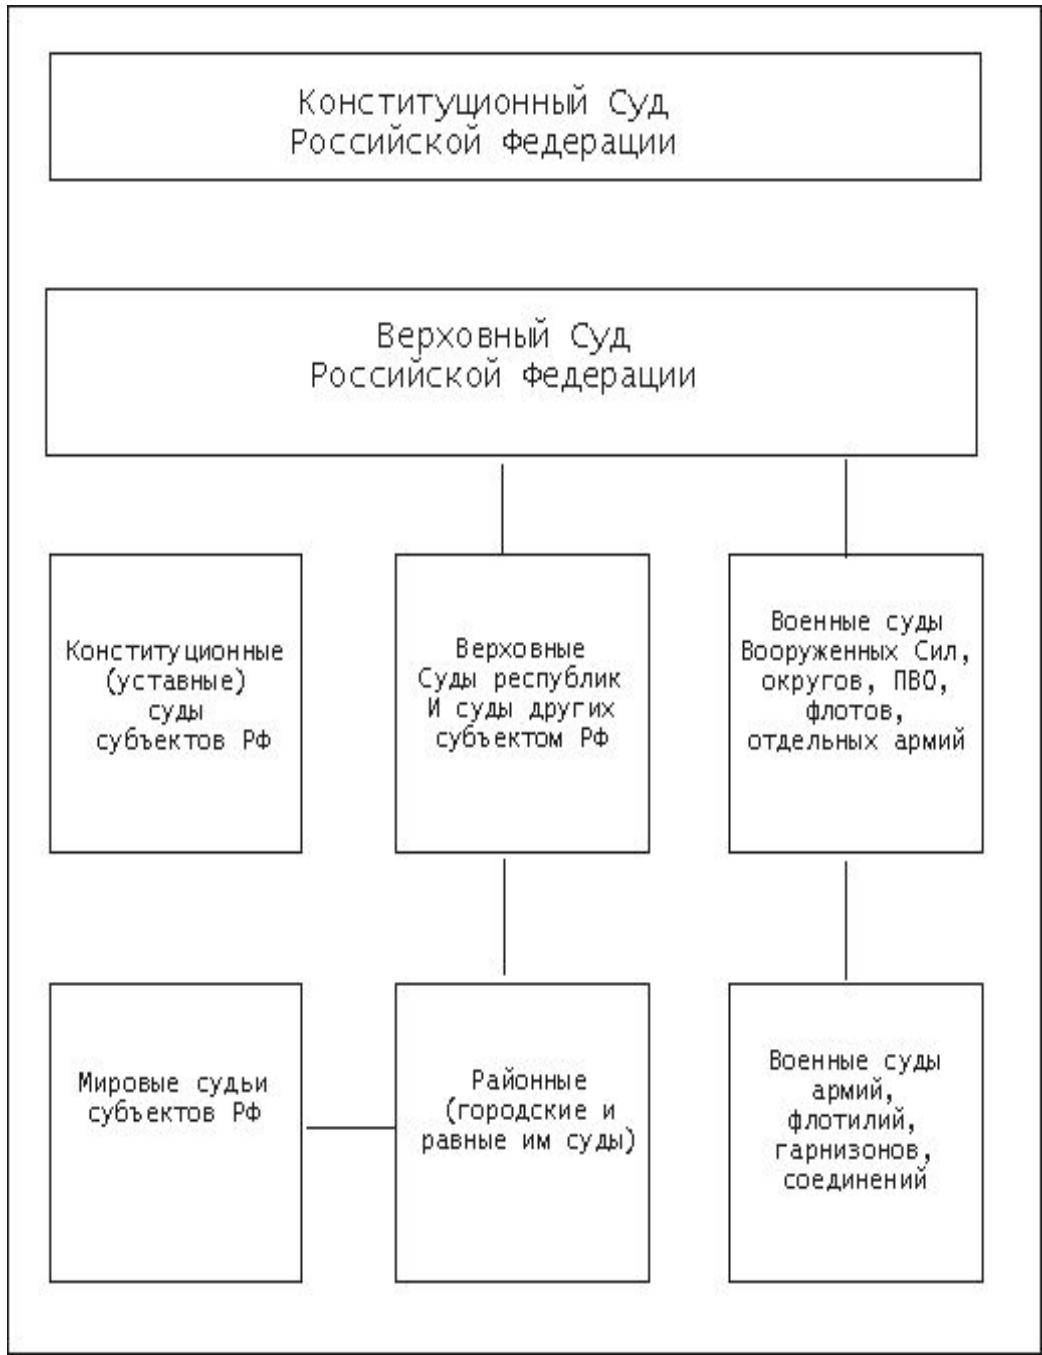 Конституционный Суд
Российской Федерации
Верховный Суд
Российской Федерации
Конституционные
(уставные)
суды
субъектов РФ
Верховные
Суды республик
И суды других
субъектом РФ
Военные суды
Вооруженных Сил,
округов, ПВО,
флотов,
отдельных армий
Мировые судьи
субъектов РФ
Районные
(городские и
равные им суды)
Военные суды
армий,
флотилий,
гарнизонов,
соединений